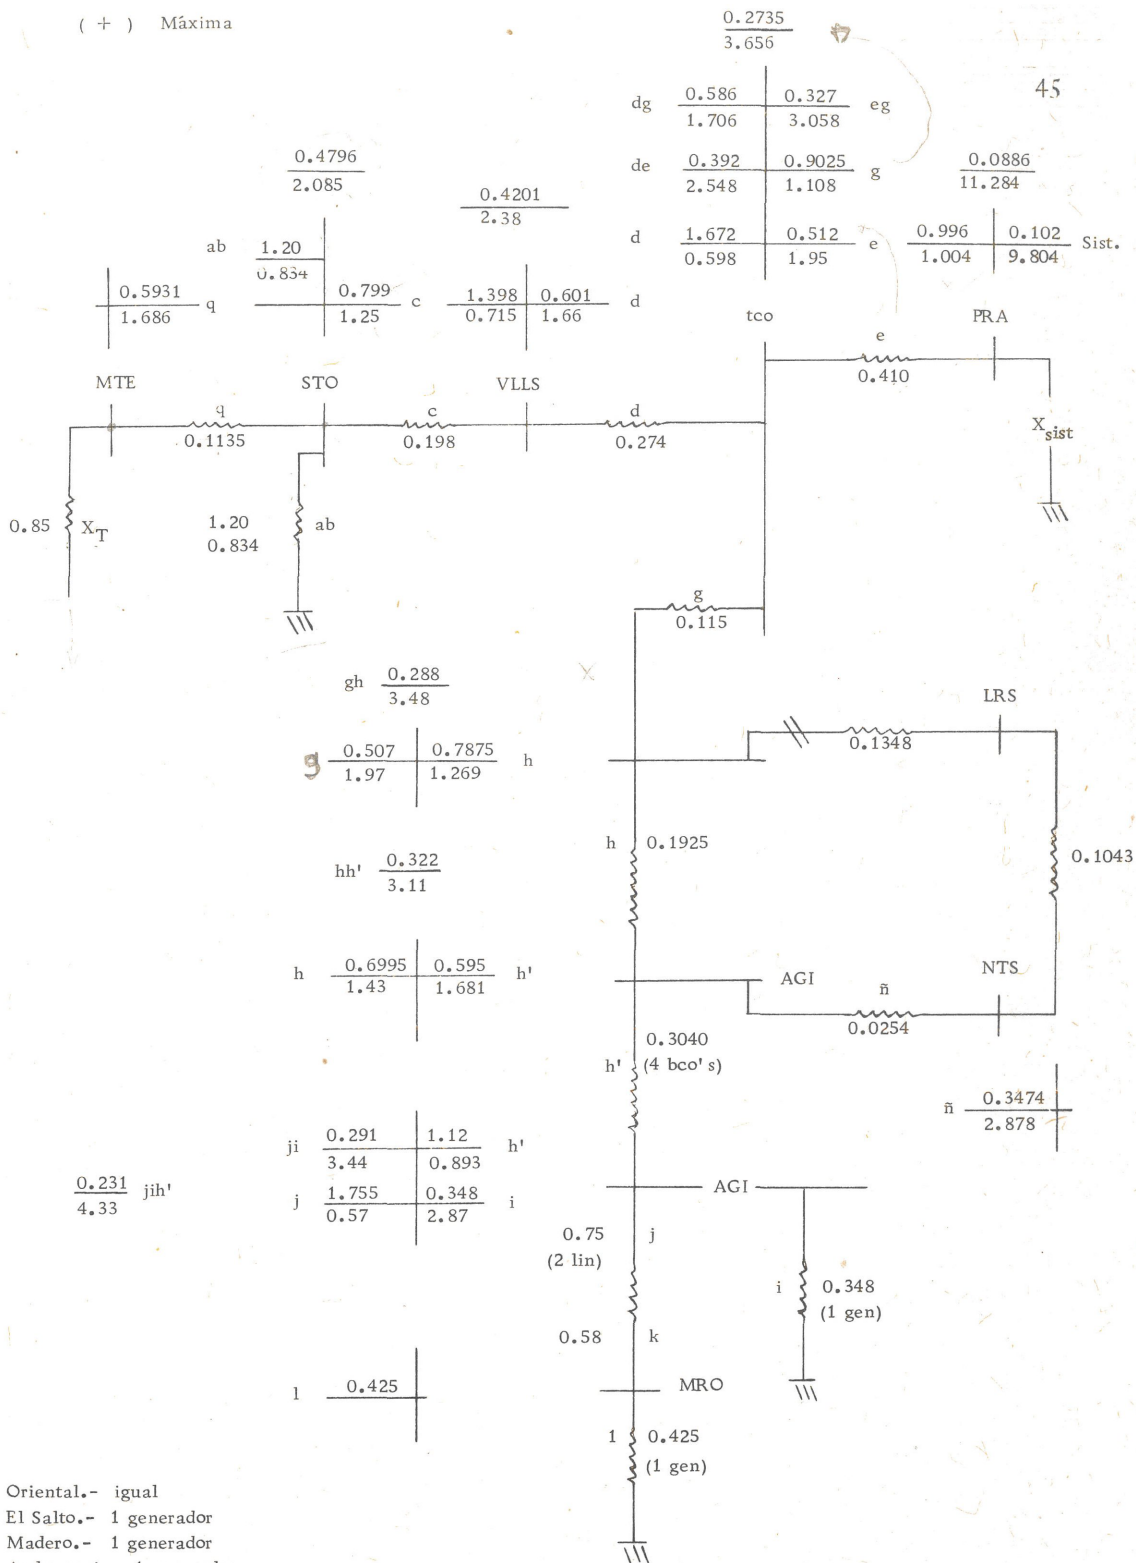 ( + ) Máxima
45
0.2735
3.656
dg 0.586 0.327 eg
1.706 3.058
de 0.392 0.9025 g
2.548 1.108
d 1.672 0.512 e
0.598 1.95
0.0886
11.284
0.996 0.102 Sist.
1.004 9.804
0.4796
2.085
ab 1.20
0.834
0.799 c
1.25
0.4201
2.38
1.398 0.601 d
0.715 1.66
0.5931 q
1.686
MTE
STO
VLLS
tco
PRA
q
0.1135
c
0.198
d
0.274
e
0.410
X sist
0.85 X T
1.20
0.834
ab
g
0.115
gh 0.288
3.48
g 0.507 0.7875 h
1.97 1.269
hh' 0.322
3.11
h 0.6995 0.595 h'
1.43 1.681
LRS
0.1348
h 0.1925
0.1043
AGI
ñ
0.0254
NTS
0.3040
h' (4 bco's)
ñ 0.3474
2.878
ji 0.291 1.12 h'
3.44 0.893
0.231 jih'
4.33
j 1.755 0.348 i
0.57 2.87
AGI
0.75 j
(2 lin)
i 0.348
(1 gen)
0.58 k
MRO
l 0.425
1 0.425
(1 gen)
Oriental.- igual
El Salto.- 1 generador
Madero.- 1 generador